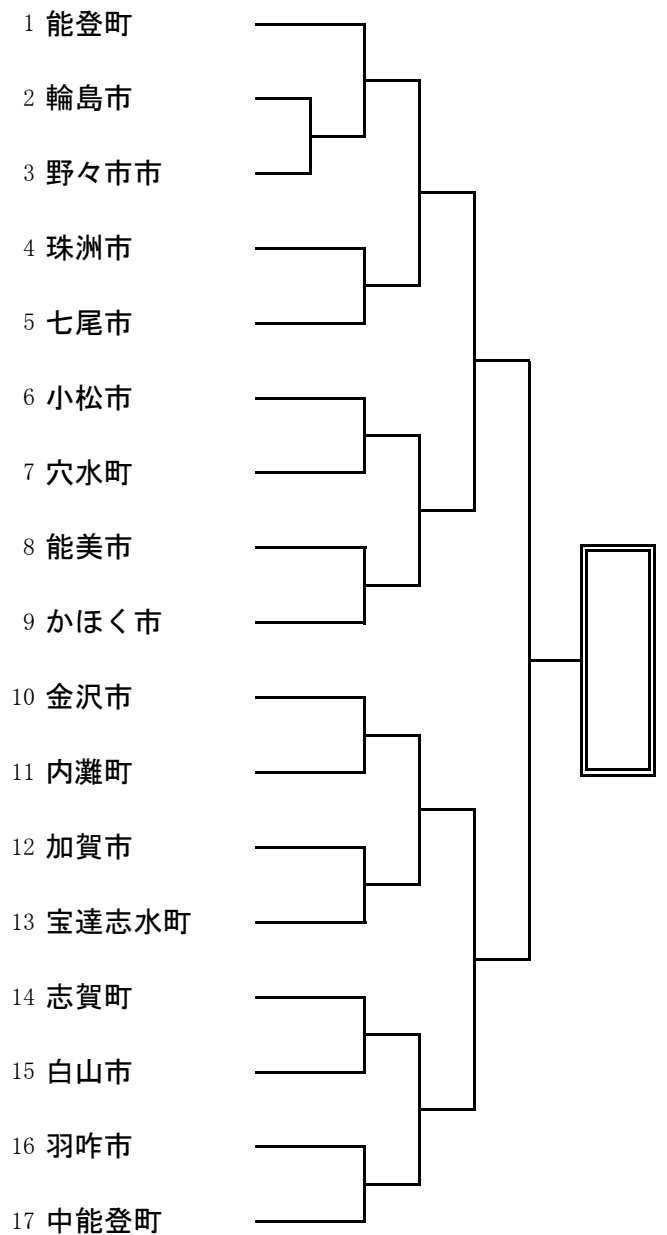 1 能登町
2 輪島市
3 野々市市
4 珠洲市
5 七尾市
6 小松市
7 穴水町
8 能美市
9 かほく市
10 金沢市
11 内灘町
12 加賀市
13 宝達志水町
14 志賀町
15 白山市
16 羽咋市
17 中能登町